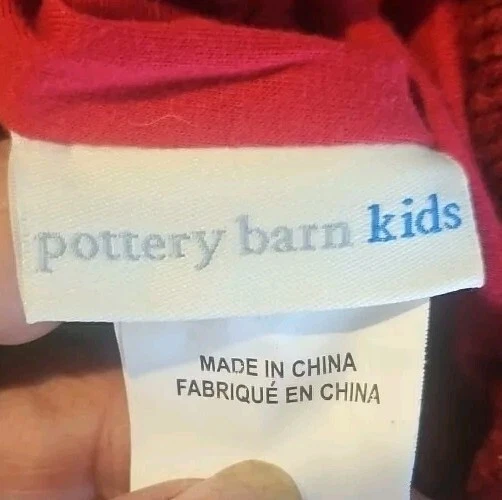 pottery barn kids
MADE IN CHINA
FABRIQUÉ EN CHINA